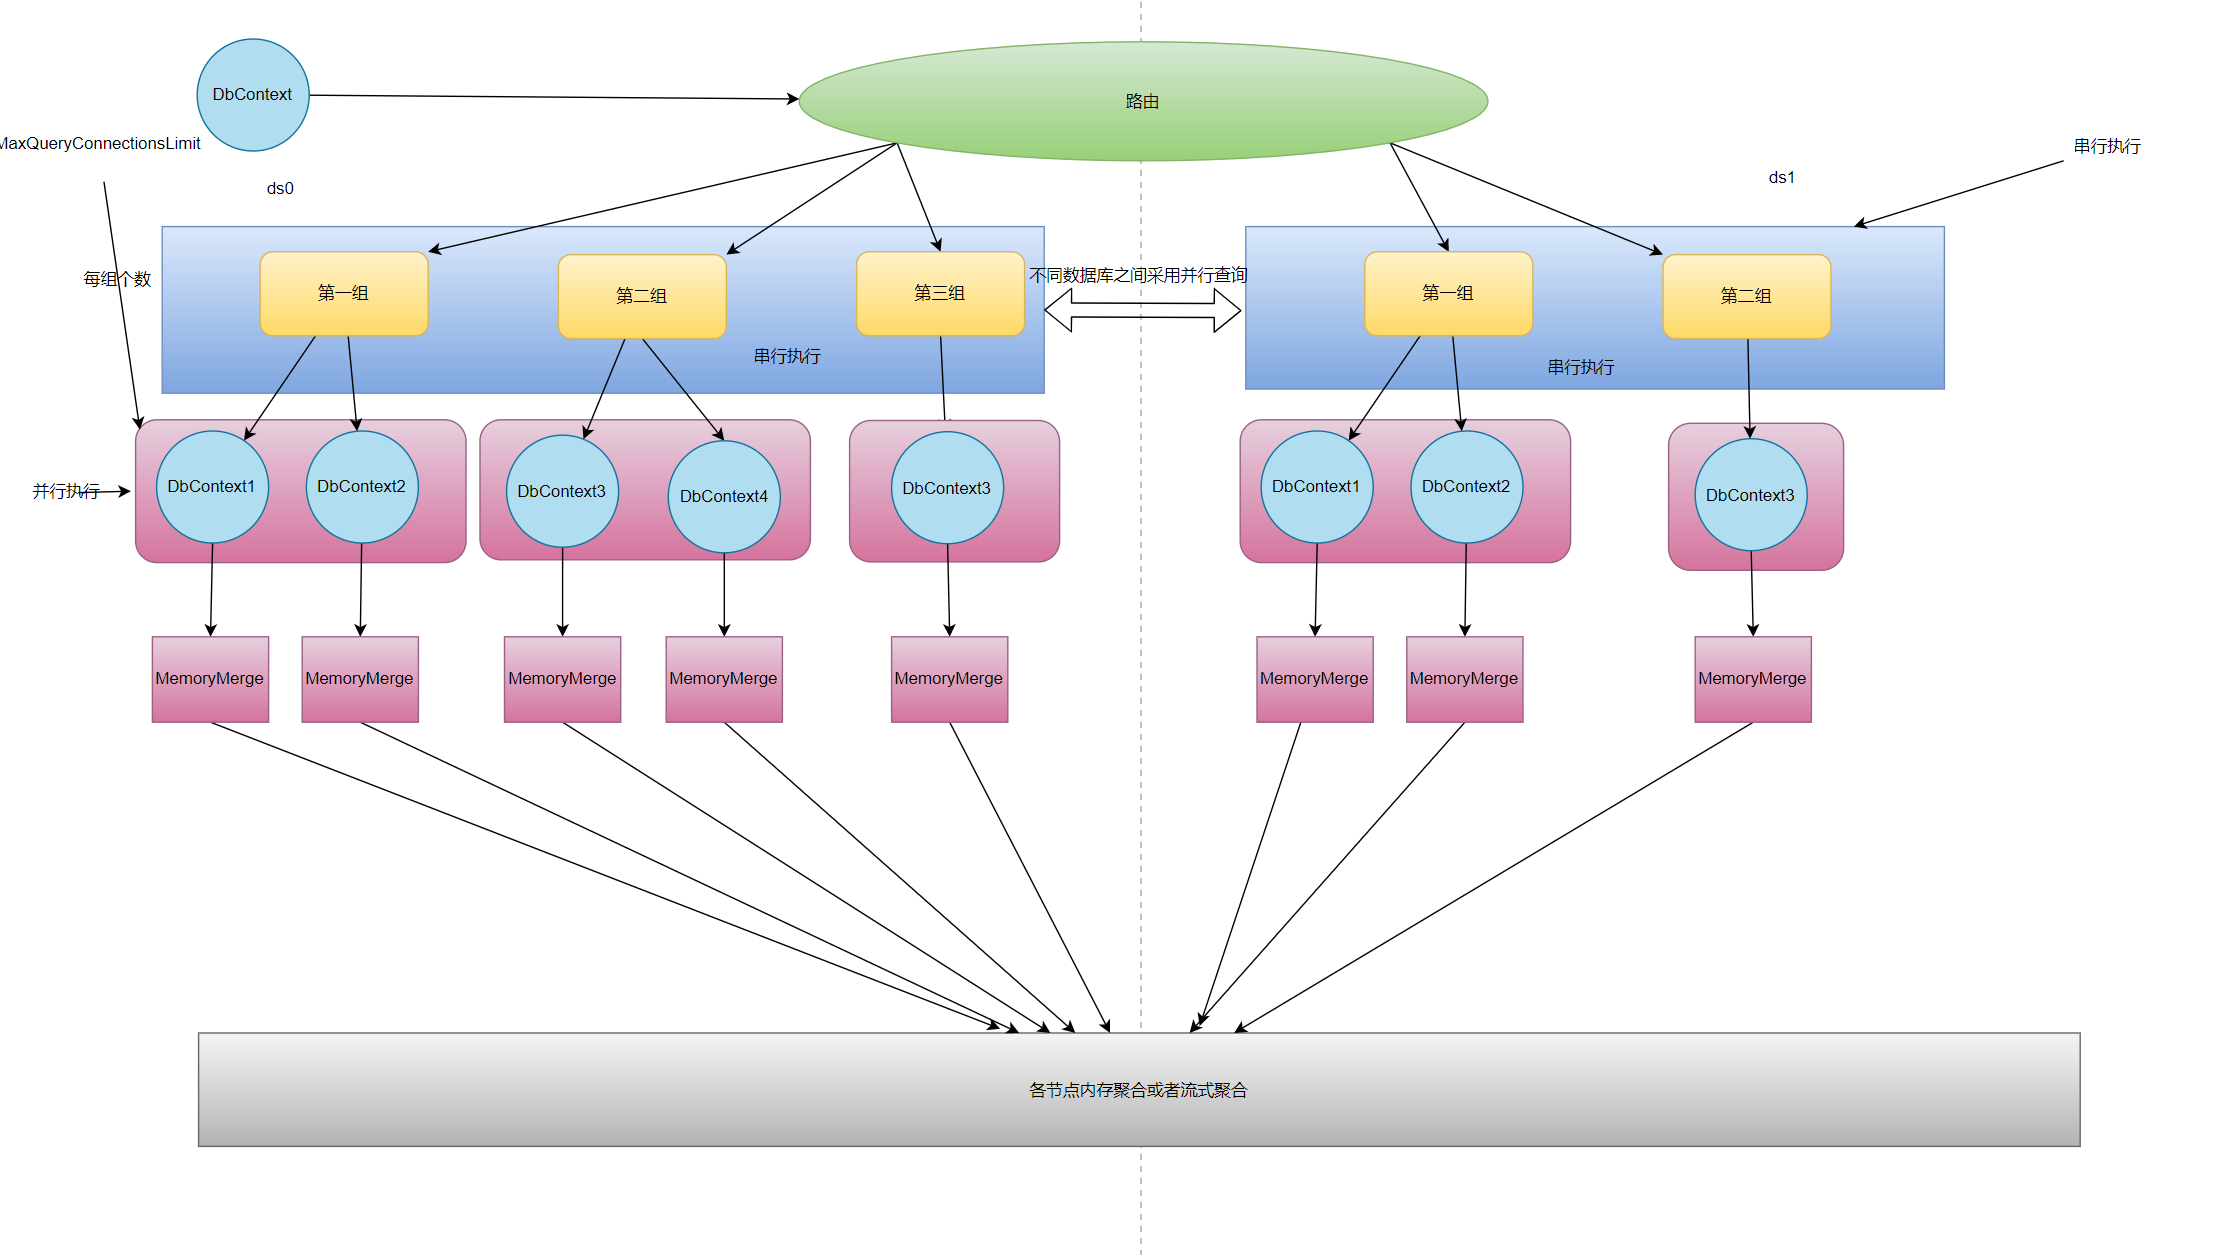 DbContext
路由
MaxQueryConnectionsLimit
串行执行
ds0
ds1
每组个数
第一组
第二组
第三组
不同数据库之间采用并行查询
第一组
第二组
串行执行
串行执行
并行执行
DbContext1
DbContext2
DbContext3
DbContext4
DbContext3
DbContext1
DbContext2
DbContext3
MemoryMerge
MemoryMerge
MemoryMerge
MemoryMerge
MemoryMerge
MemoryMerge
MemoryMerge
MemoryMerge
各节点内存聚合或者流式聚合